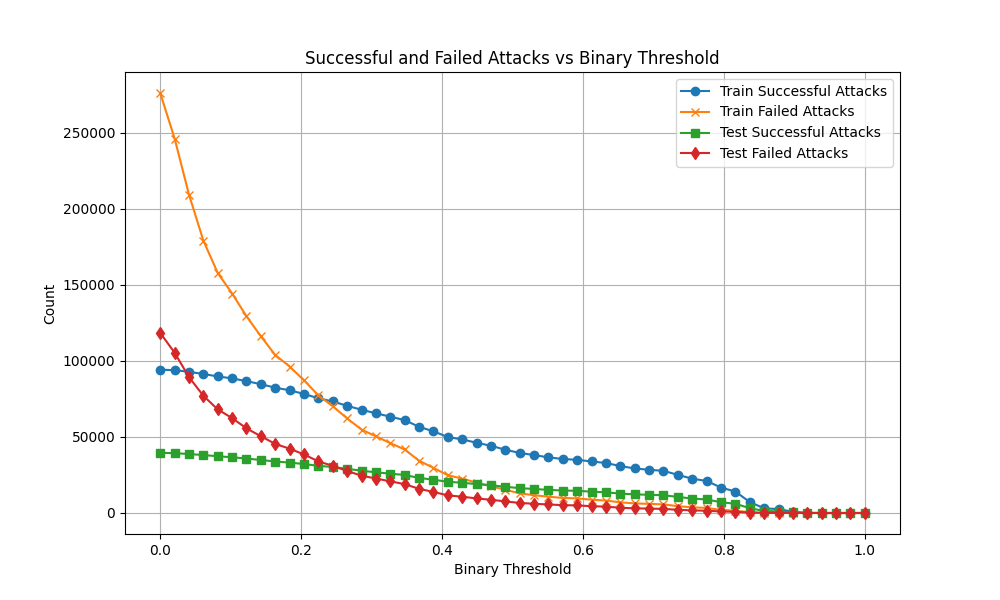 Successful and Failed Attacks vs Binary Threshold
Train Successful Attacks
Train Failed Attacks
Test Successful Attacks
Test Failed Attacks
250000
200000
150000
100000
50000
0
Count
0.0 0.2 0.4 0.6 0.8 1.0
Binary Threshold